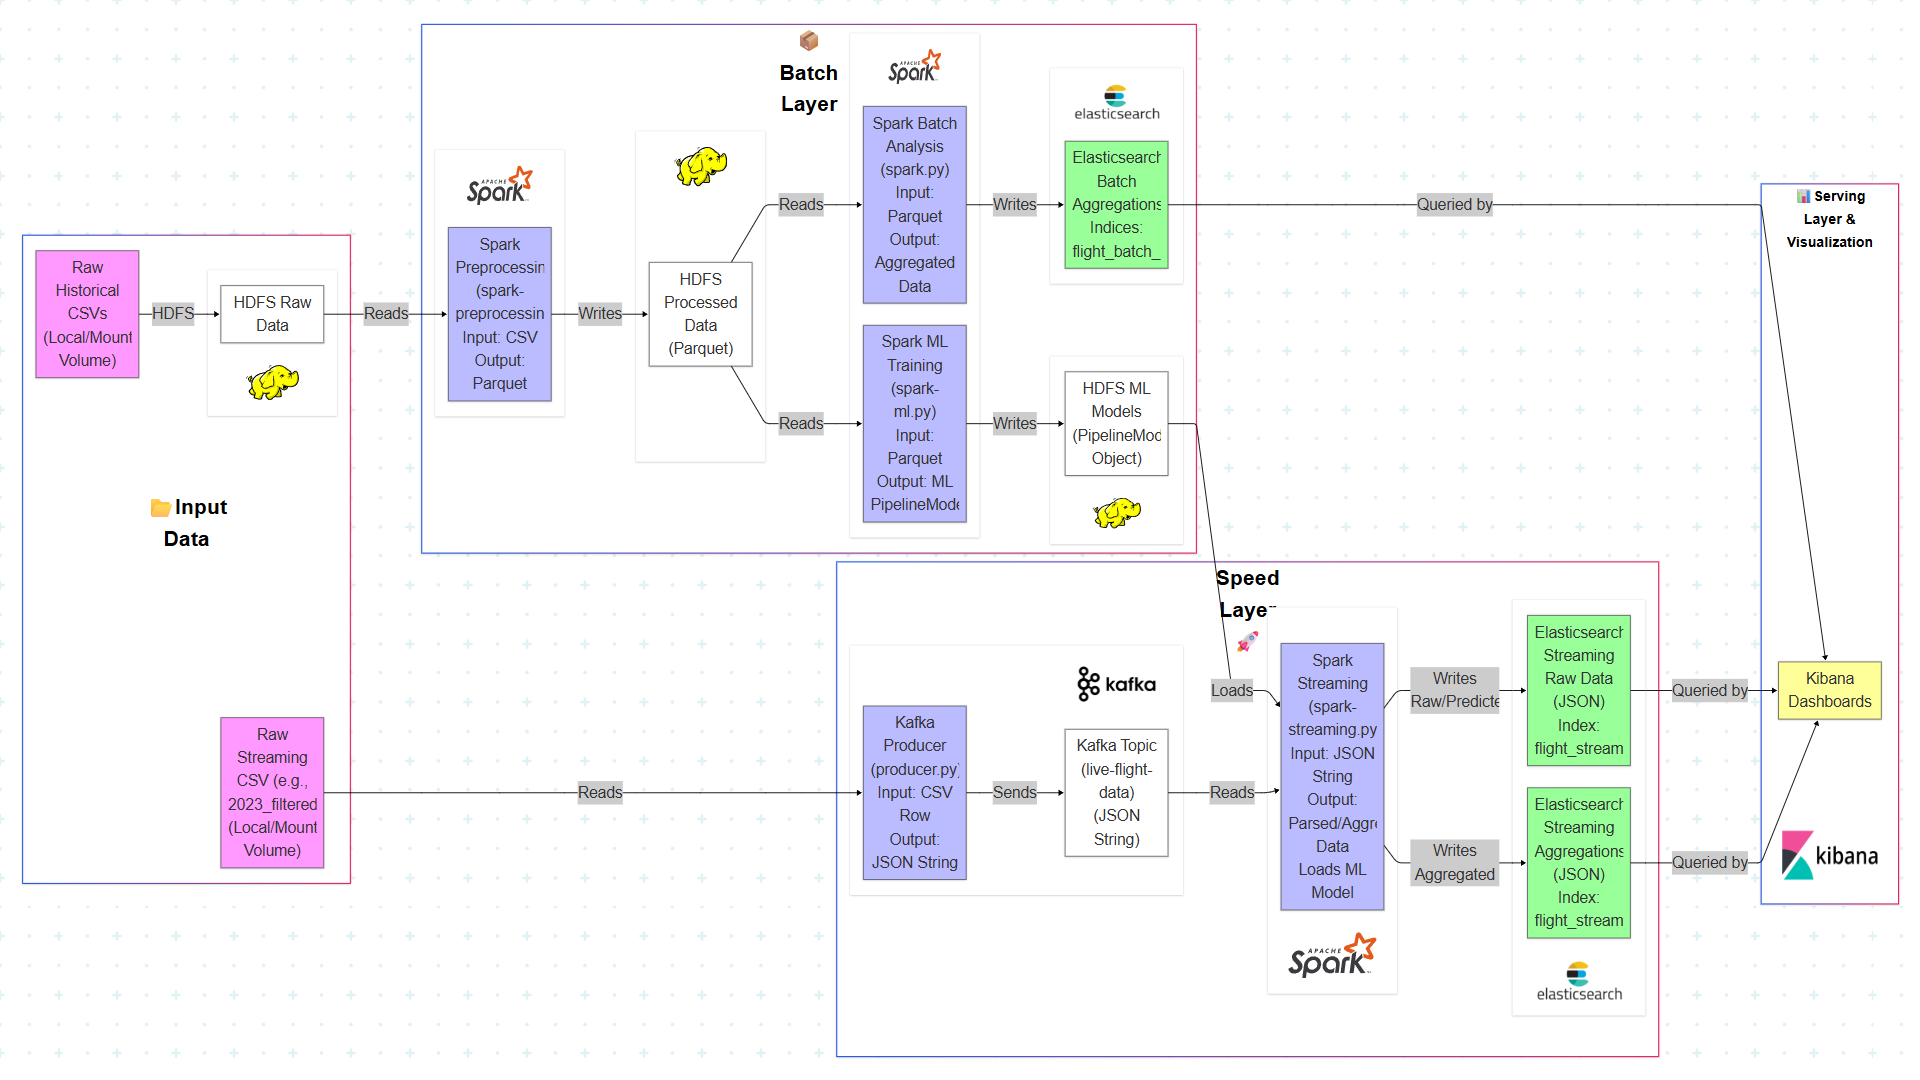 Input
Data
Raw
Historical
CSVs
(Local/Mount
Volume)
HDFS
HDFS Raw
Data
Raw
Streaming
CSV (e.g.,
2023_filtered
(Local/Mount
Volume)
Reads
Reads
Batch
Layer
APACHE
Spark
Spark
Preprocessin
(spark-
preprocessin
Input: CSV
Output:
Parquet
Writes
HDFS
Processed
Data
(Parquet)
Reads
Reads
APACHE
Spark
Spark Batch
Analysis
(spark.py)
Input:
Parquet
Output:
Aggregated
Data
Spark ML
Training
(spark-
ml.py)
Input:
Parquet
Output: ML
PipelineMode
Writes
Writes
elasticsearch
Elasticsearch
Batch
Aggregations
Indices:
flight_batch_
HDFS ML
Models
(PipelineMod
Object)
Queried by
Speed
Layer
Kafka
Producer
(producer.py)
Input: CSV
Row
Output:
JSON String
Sends
kafka
Kafka Topic
(live-flight-
data)
(JSON
String)
Loads
Reads
Spark
Streaming
(spark-
streaming.py
Input: JSON
String
Output:
Parsed/Aggre
Data
Loads ML
Model
APACHE
Spark
Writes
Raw/Predicte
Writes
Aggregated
Elasticsearch
Streaming
Raw Data
(JSON)
Index:
flight_stream
Elasticsearch
Streaming
Aggregations
(JSON)
Index:
flight_stream
elasticsearch
Queried by
Queried by
Serving
Layer &
Visualization
Kibana
Dashboards
kibana